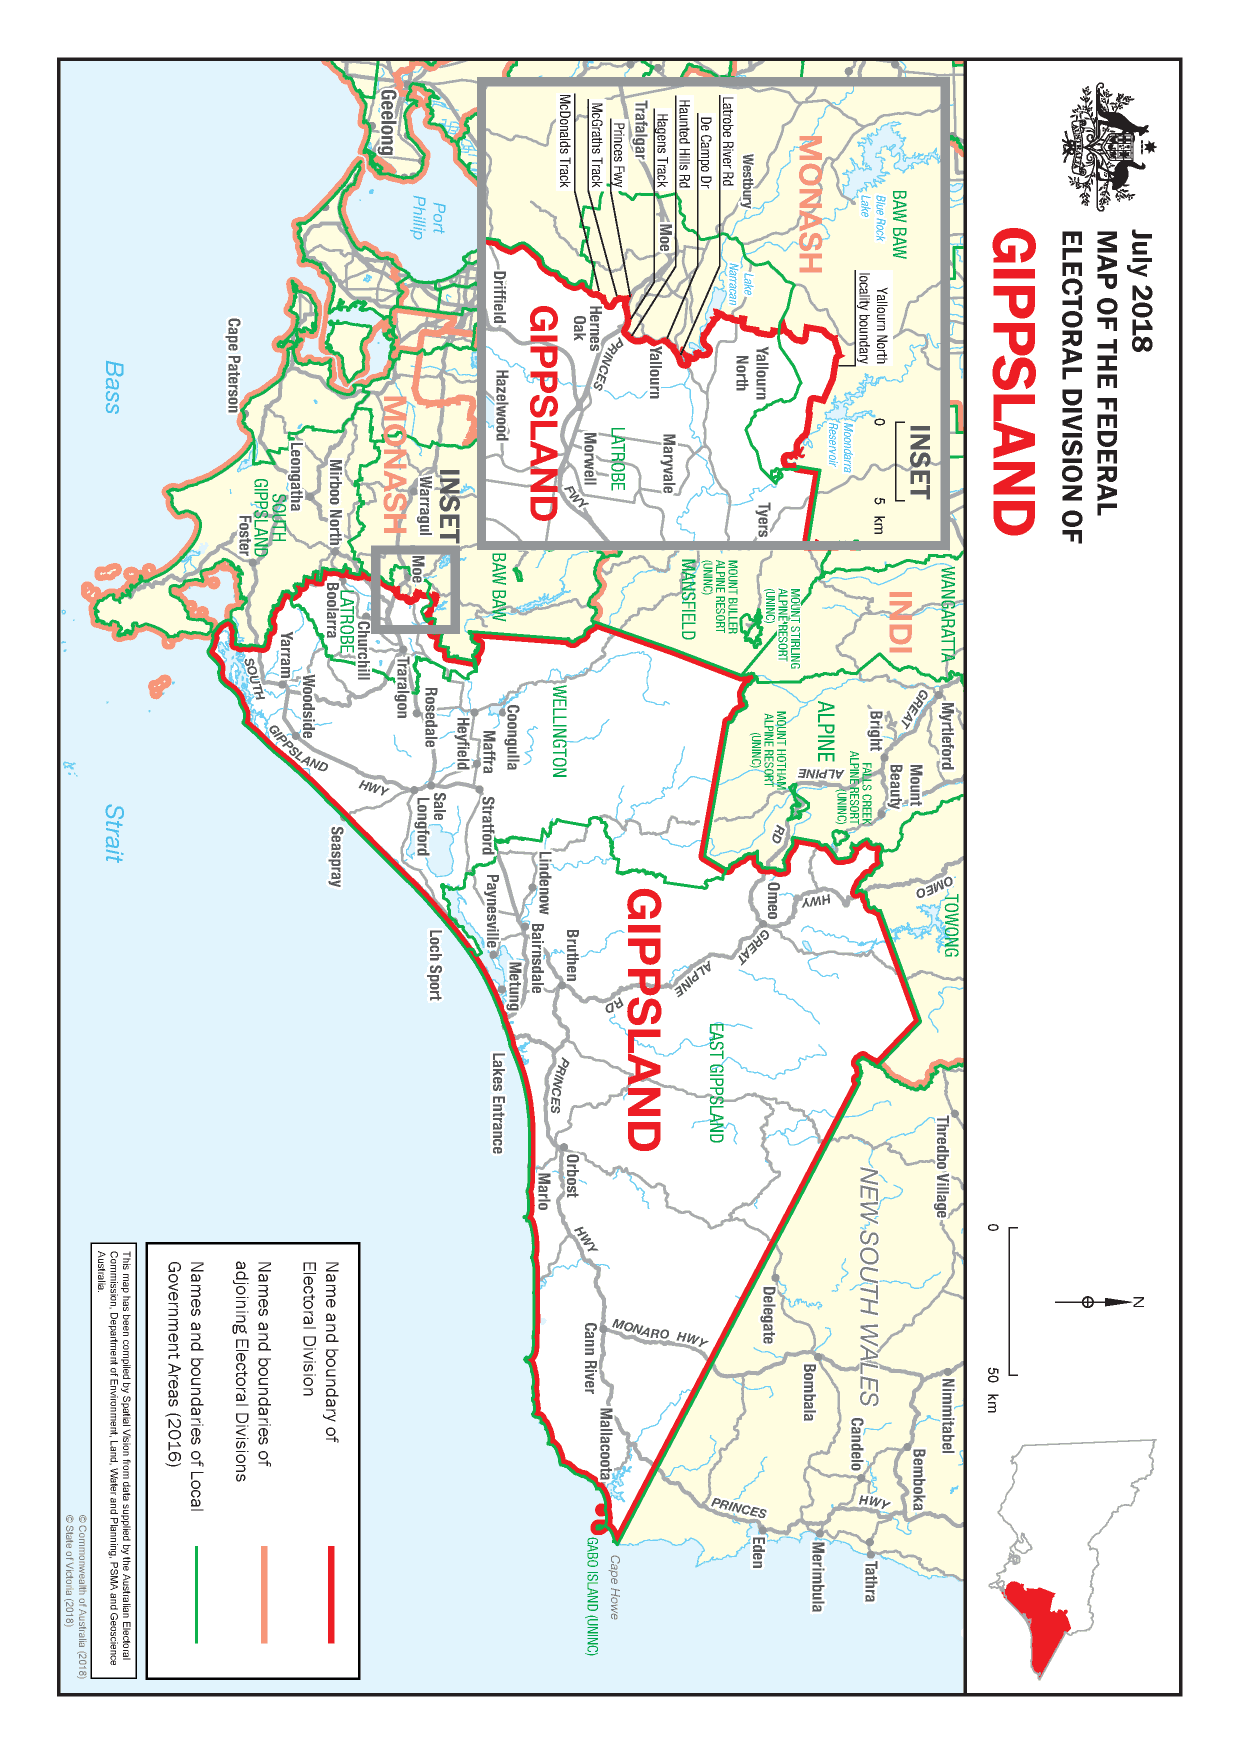 July 2018
MAP OF THE FEDERAL
ELECTORAL DIVISION OF
GIPPSLAND
N
0
50 km
INSET
0
5 km
BAW BAW
Blue Rock
Lake
MONASH
Westbury
Yallourn North
locality boundary
Moondarra
Reservoir
Lake
Narracan
Yallourn
North
Latrobe River Rd
De Campo Dr
Haunted Hills Rd
Hagens Track
Trafalgar
Princes Fwy
McGraths Track
McDonalds Track
Moe
Yallourn
Maryvale
Tyers
Hernes
Oak
PRINCES
LATROBE
Morwell
FWY
Driffield
GIPPSLAND
Hazelwood
WANGARATTA
INDI
MOUNT STIRLING
ALPINE RESORT
(UNINC)
MOUNT BULLER
ALPINE RESORT
(UNINC)
MANSFIELD
BAW BAW
Myrtleford
GREAT
Bright
Mount
Beauty
ALPINE
ALPINE
FALLS CREEK
ALPINE RESORT
(UNINC)
MOUNT HOTHAM
ALPINE RESORT
(UNINC)
RD
OMEO
TOWONG
HWY
Omeo
GREAT
ALPINE
RD
Thredbo Village
NEW SOUTH WALES
Nimmitabel
Bemboka
Candelo
Bombala
Delegate
HWY
Tathra
Merimbula
Eden
PRINCES
MONARO HWY
WELLINGTON
GIPPSLAND
EAST GIPPSLAND
Coongulla
Maffra
Heyfield
Stratford
Lindenow
Bairnsdale
Bruthen
Paynesville
Metung
PRINCES
Orbost
Marlo
HWY
Cann River
Mallacoota
Cape Howe
GABO ISLAND (UNINC)
INSET
Warragul
Moe
MONASH
Rosedale
Traralgon
Churchill
LATROBE
Boolarra
Mirboo North
Sale
Longford
Loch Sport
Lakes Entrance
Geelong
Port
Phillip
Leongatha
SOUTH
GIPPSLAND
Foster
Yarram
Woodside
SOUTH
GIPPSLAND
HWY
Seaspray
Cape Paterson
Bass
Strait
Name and boundary of
Electoral Division
Names and boundaries of
adjoining Electoral Divisions
Names and boundaries of Local
Government Areas (2016)
This map has been compiled by Spatial Vision from data supplied by the Australian Electoral
Commission, Department of Environment, Land, Water and Planning, PSMA and Geoscience
Australia.
© Commonwealth of Australia (2018)
© State of Victoria (2018)